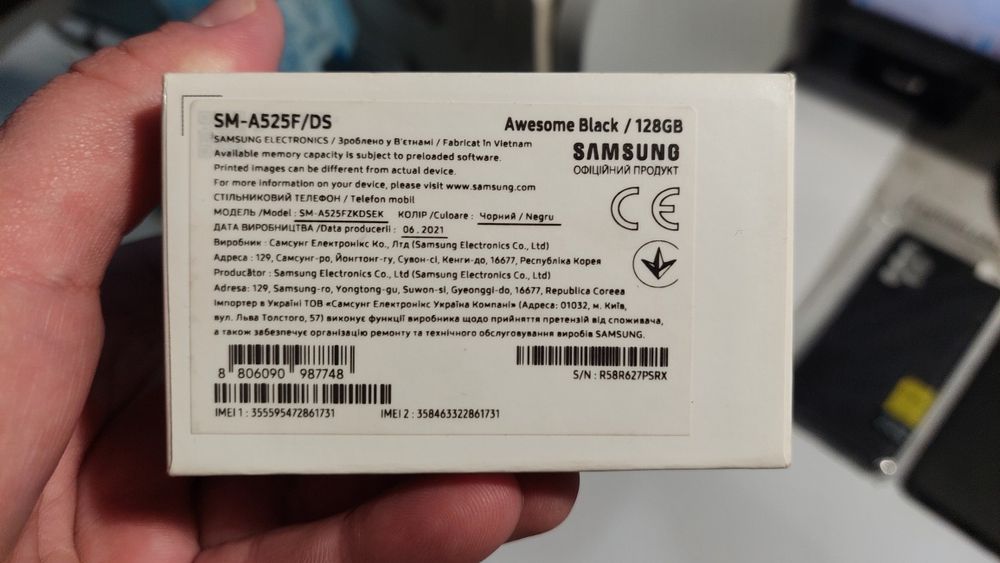 SM-A525F/DS
Awesome Black / 128GB
SAMSUNG ELECTRONICS / Зроблено у В'єтнамі / Fabricat în Vietnam
Available memory capacity is subject to preloaded software.
SAMSUNG
Printed images can be different from actual device.
ОФІЦІЙНИЙ ПРОДУКТ
For more information on your device, please visit www.samsung.com
СТІЛЬНИКОВИЙ ТЕЛЕФОН / Telefon mobil
CE
МОДЕЛЬ /Model : SM-A525FZKDSEK КОЛІР /Culoare : Чорний / Negru
ДАТА ВИРОБНИЦТВА /Data producerii : 06.2021
Виробник : Самсунг Електронікс Ко., Лтд (Samsung Electronics Co., Ltd)
Адреса : 129, Самсунг-ро, Йонгтонг-гу, Сувон-сі, Кенги-до, 16677, Республіка Корея
Producător : Samsung Electronics Co., Ltd (Samsung Electronics Co., Ltd)
Adresa: 129, Samsung-ro, Yongtong-gu, Suwon-si, Gyeonggi-do, 16677, Republica Coreea
Імпортер в Україні ТОВ «Самсунг Електронікс Україна Компані» (Адреса: 01032, м. Київ,
вул. Льва Толстого, 57) виконує функції виробника щодо прийняття претензій від споживача,
а також забезпечує організацію ремонту та технічного обслуговування виробів SAMSUNG.
8 806090 987748
S/N : R58R627PSRX
IMEI 1 : 355595472861731 IMEI 2 : 358463322861731